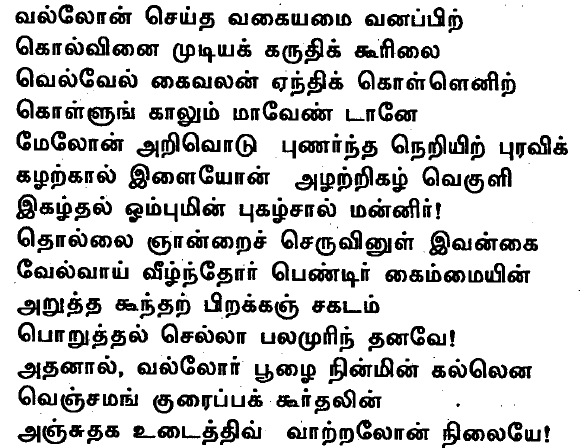 வல்லோன் செய்த வகையமை வனப்பிற்
கொல்வினை முடியக் கருதிக் கூரிலை
வெல்வேல் கைவலன் ஏந்திக் கொள்ளெனிற்
கொள்ளுங் காலும் மாவேண் டானே
மேலோன் அறிவொடு புணர்ந்த நெறியிற் புரவிக்
கழற்கால் இளையோன் அழற்றிகழ் வெகுளி
இகழ்தல் ஓம்புமின் புகழ்சால் மன்னிர்!
தொல்லை ஞான்றைச் செருவினுள் இவன்கை
வேல்வாய் வீழ்ந்தோர் பெண்டிர் கைம்மையின்
அறுத்த கூந்தற் பிறக்கஞ் சகடம்
பொறுத்தல் செல்லா பலமுரிந் தனவே!
அதனால், வல்லோர் பூழை நின்மின் கல்லென
வெஞ்சமங் குரைப்பக் கூர்தலின்
அஞ்சுதக உடைத்திவ் வாற்றலோன் நிலையே!